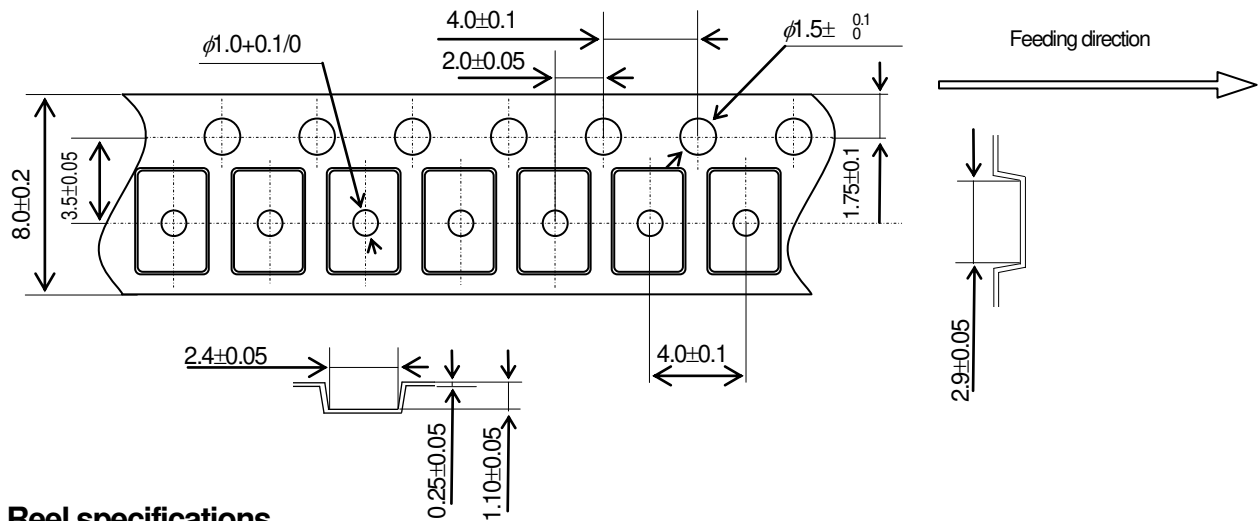 4.0±0.1
φ1.5± 0.1 0
φ1.0+0.1/0
2.0±0.05
Feeding direction
8.0±0.2
3.5±0.05
1.75±0.1
2.4±0.05
4.0±0.1
2.9±0.05
0.25±0.05
1.10±0.05
Reel specifications